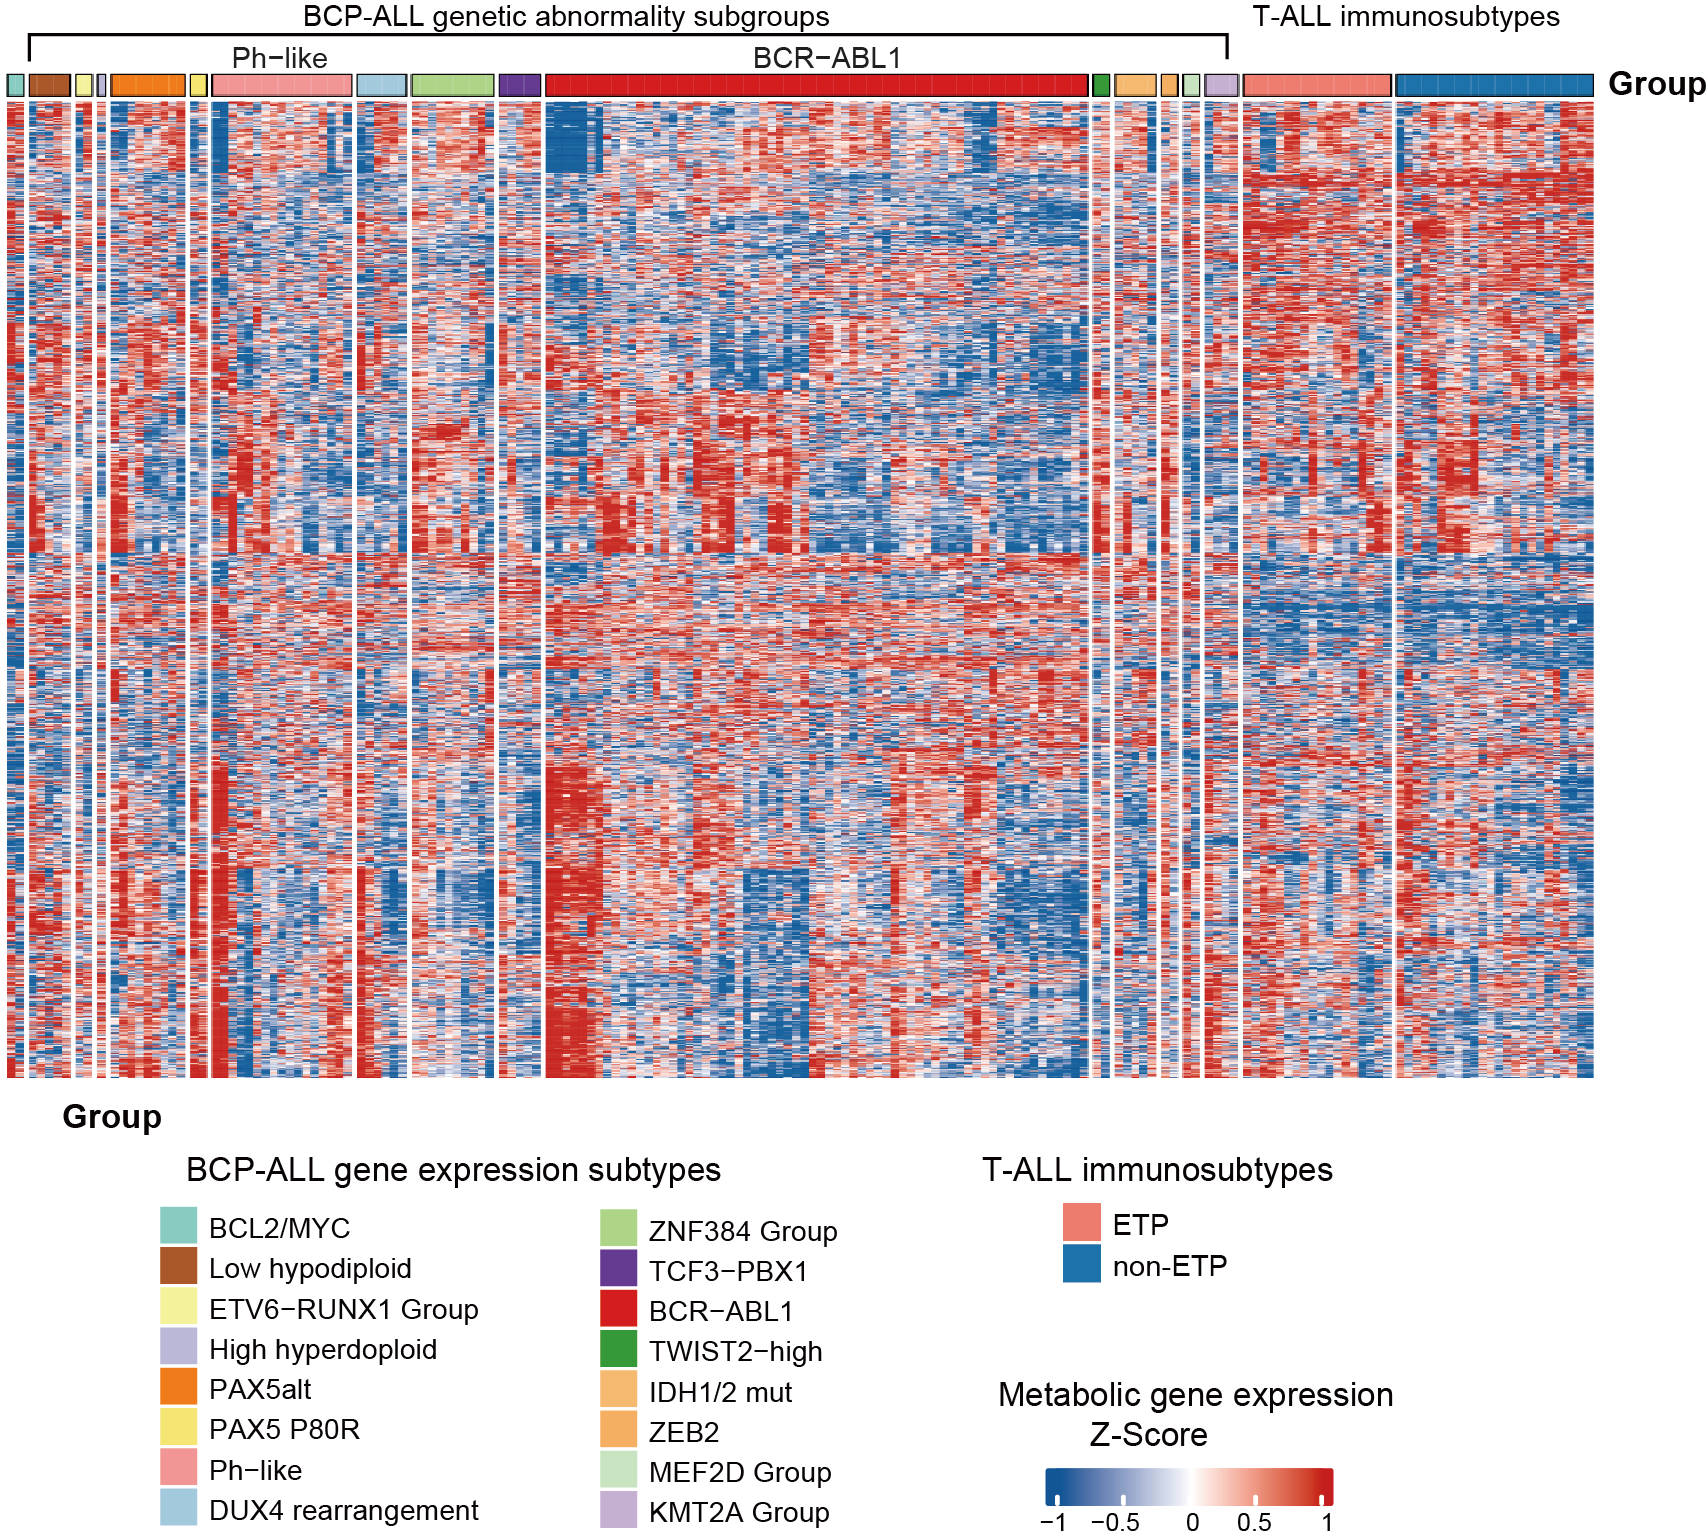 BCP-ALL genetic abnormality subgroups
T-ALL immunosubtypes
Ph−like
BCR−ABL1
Group
Group
BCP-ALL gene expression subtypes
BCL2/MYC
Low hypodiploid
ETV6−RUNX1 Group
High hyperdoploid
PAX5alt
PAX5 P80R
Ph−like
DUX4 rearrangement
ZNF384 Group
TCF3−PBX1
BCR−ABL1
TWIST2−high
IDH1/2 mut
ZEB2
MEF2D Group
KMT2A Group
T-ALL immunosubtypes
ETP
non-ETP
Metabolic gene expression
Z-Score
−1 −0.5 0 0.5 1